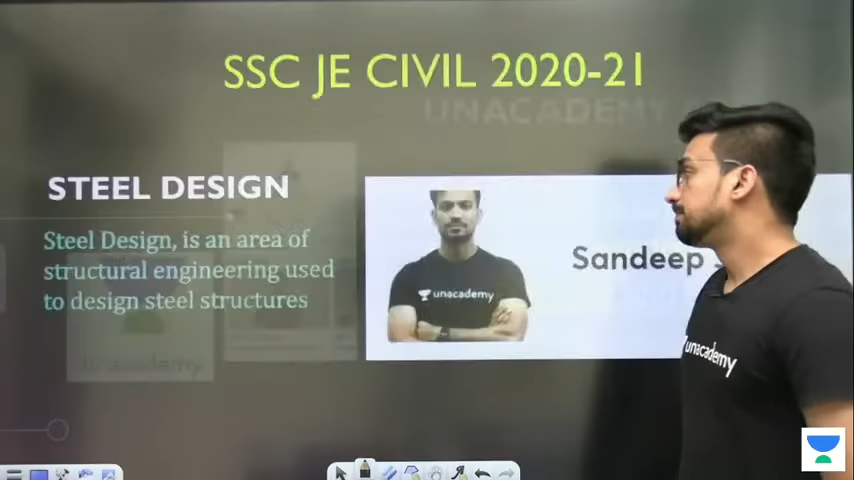 SSC JE CIVIL 2020-21
UNACADEMY
STEEL DESIGN
Steel Design, is an area of
structural engineering used
to design steel structures
unacademy
Sandeep
unacademy
unacademy